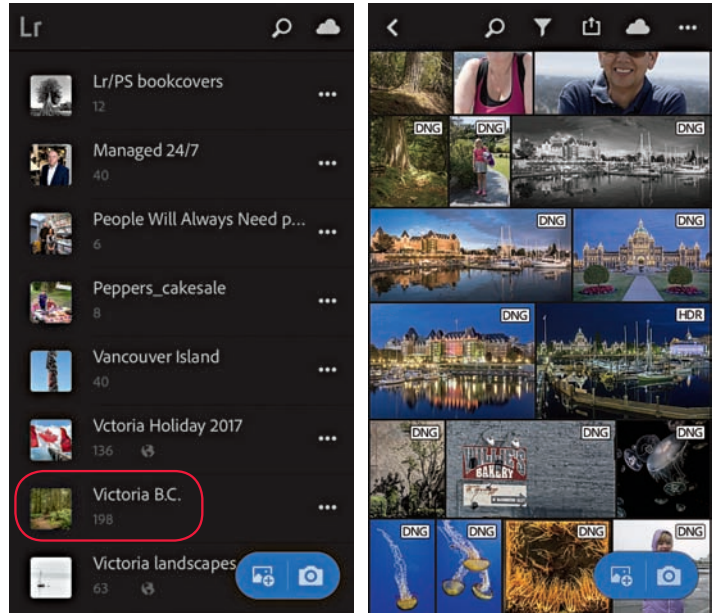 Lr
Lr/PS bookcovers
12
Managed 24/7
40
People Will Always Need p...
6
Peppers_cakesale
8
Vancouver Island
40
Vctoria Holiday 2017
136
Victoria B.C.
198
Victoria landscapes
63
DNG
DNG
DNG
DNG
DNG
DNG
HDR
DNG
DNG
DNG
BAKERY
DNG
DNG
DNG
DNG